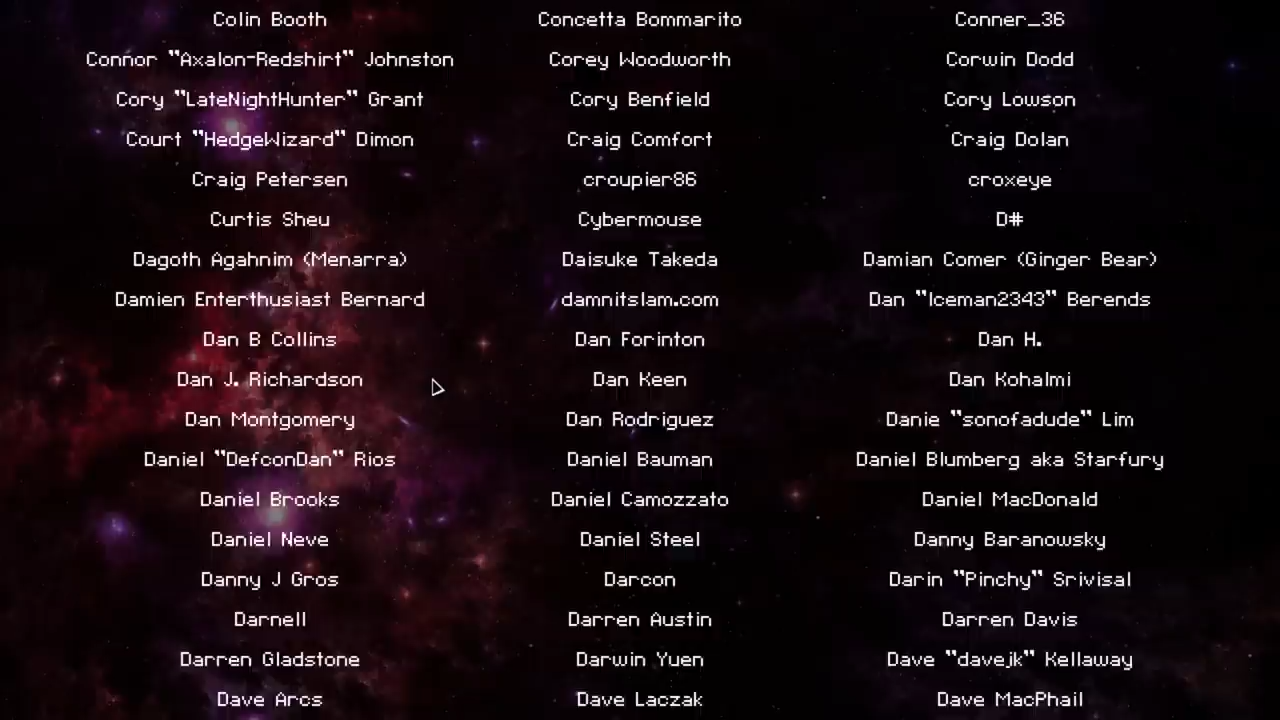 Colin Booth Concetta Bommarito Conner_36
Connor "Axalon-Redshirt" Johnston Corey Woodworth Corwin Dodd
Cory "LateNightHunter" Grant Cory Benfield Cory Lowson
Court "HedgeWizard" Dimon Craig Comfort Craig Dolan
Craig Petersen croupier86 croxeye
Curtis Sheu Cybermouse D#
Dagoth Agahnim (Menarra) Daisuke Takeda Damian Comer (Ginger Bear)
Damien Enterthusiast Bernard damnitslam.com Dan "Iceman2343" Berends
Dan B Collins Dan Forinton Dan H.
Dan J. Richardson Dan Keen Dan Kohalmi
Dan Montgomery Dan Rodriguez Danie "sonofadude" Lim
Daniel "DefconDan" Rios Daniel Bauman Daniel Blumberg aka Starfury
Daniel Brooks Daniel Camozzato Daniel MacDonald
Daniel Neve Daniel Steel Danny Baranowsky
Danny J Gros Darcon Darin "Pinchy" Srivisal
Darnell Darren Austin Darren Davis
Darren Gladstone Darwin Yuen Dave "davejk" Kellaway
Dave Arcs Dave Laczak Dave MacPhail